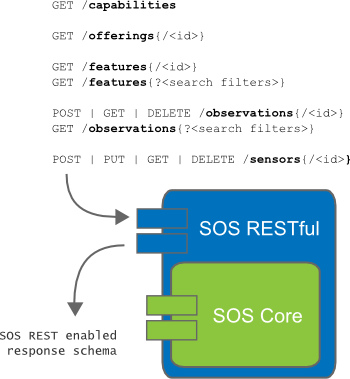 GET /capabilities
GET /offerings{/<id>}
GET /features{/<id>}
GET /features{?<search filters>}
POST | GET | DELETE /observations{/<id>}
GET /observations{?<search filters>}
POST | PUT | GET | DELETE /sensors{/<id>}
SOS RESTful
SOS Core
SOS REST enabled
response schema